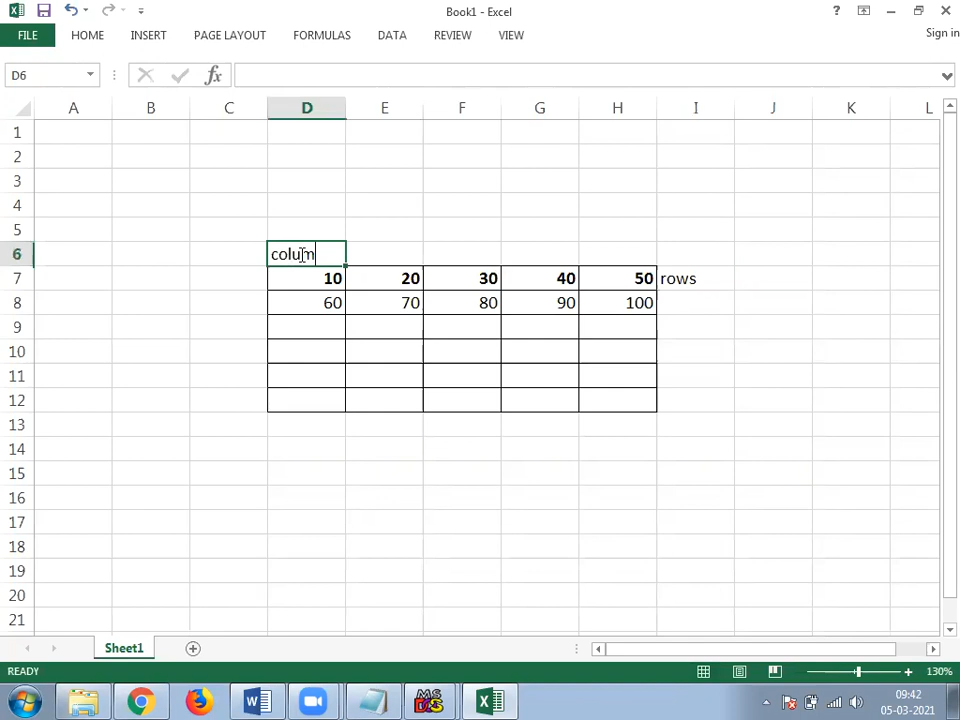 Book1 - Excel
?
FILE HOME INSERT PAGE LAYOUT FORMULAS DATA REVIEW VIEW Sign in
D6 fx
A B C D E F G H I J K L
1
2
3
4
5
6 colum
7 10 20 30 40 50 rows
8 60 70 80 90 100
9
10
11
12
13
14
15
16
17
18
19
20
21
Sheet1
READY 130%
W MS DOS 09:42
05-03-2021